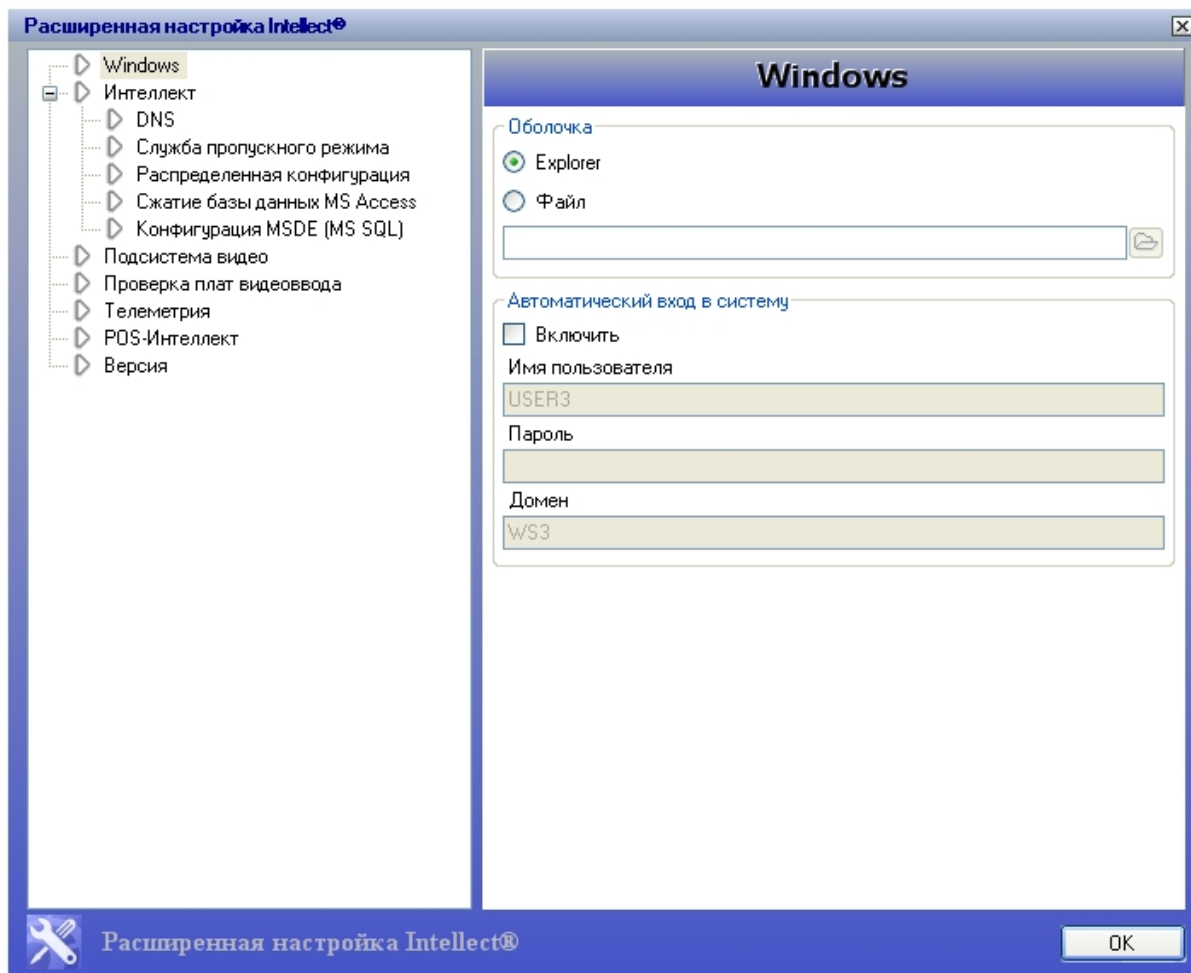 Расширенная настройка Intellect®
Windows
Интеллект
DNS
Служба пропускного режима
Распределенная конфигурация
Сжатие базы данных MS Access
Конфигурация MSDE (MS SQL)
Подсистема видео
Проверка плат видеоввода
Телеметрия
POS-Интеллект
Версия
Windows
Оболочка
Explorer
Файл
Автоматический вход в систему
Включить
Имя пользователя
USER3
Пароль
Домен
WS3
Расширенная настройка Intellect®
OK